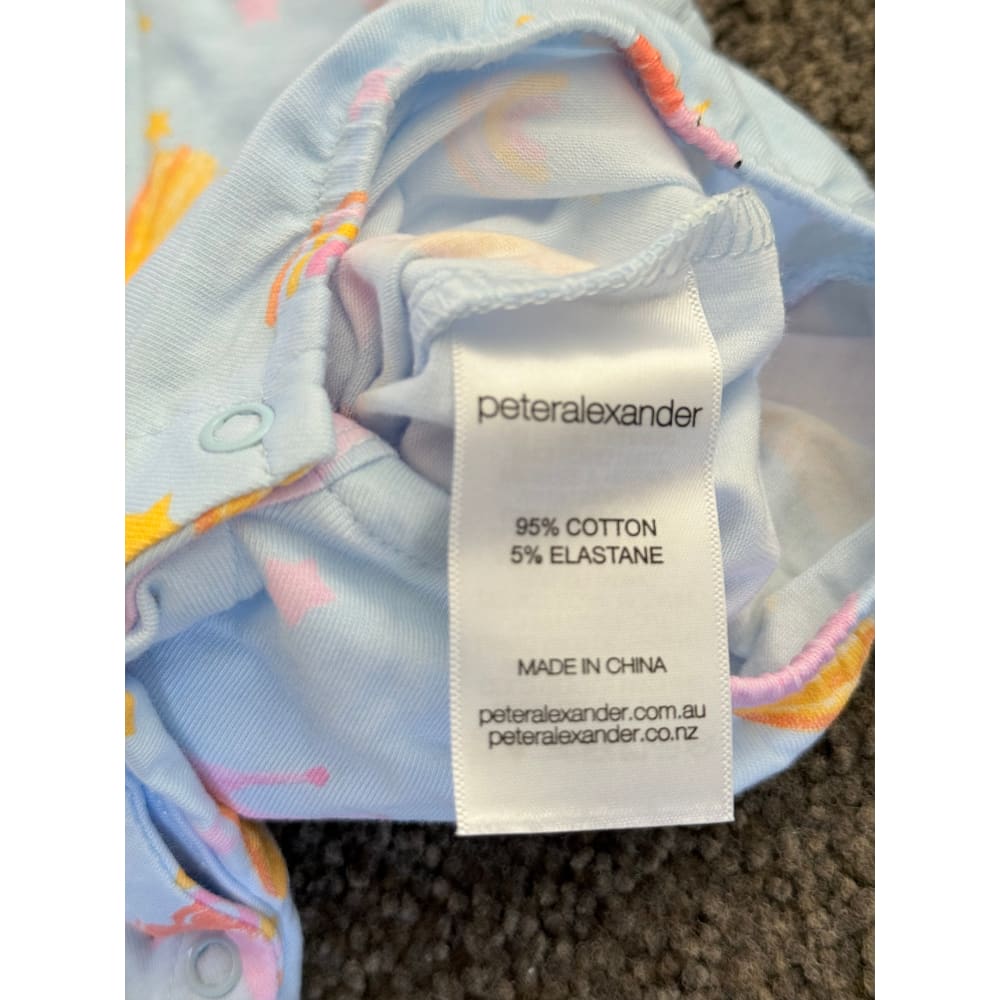 peteralexander
95% COTTON
5% ELASTANE
MADE IN CHINA
peteralexander.com.au
peteralexander.co.nz